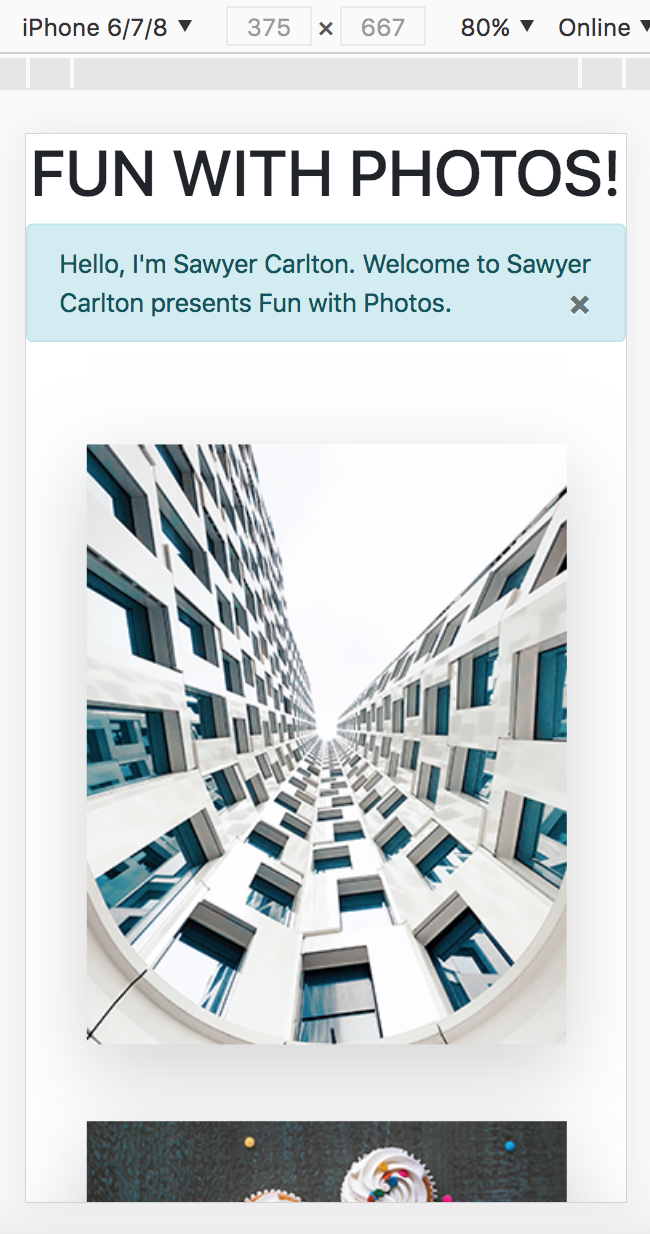 iPhone 6/7/8 ▼ 375 × 667 80% ▼ Online ▼
FUN WITH PHOTOS!
Hello, I'm Sawyer Carlton. Welcome to Sawyer
Carlton presents Fun with Photos. ×